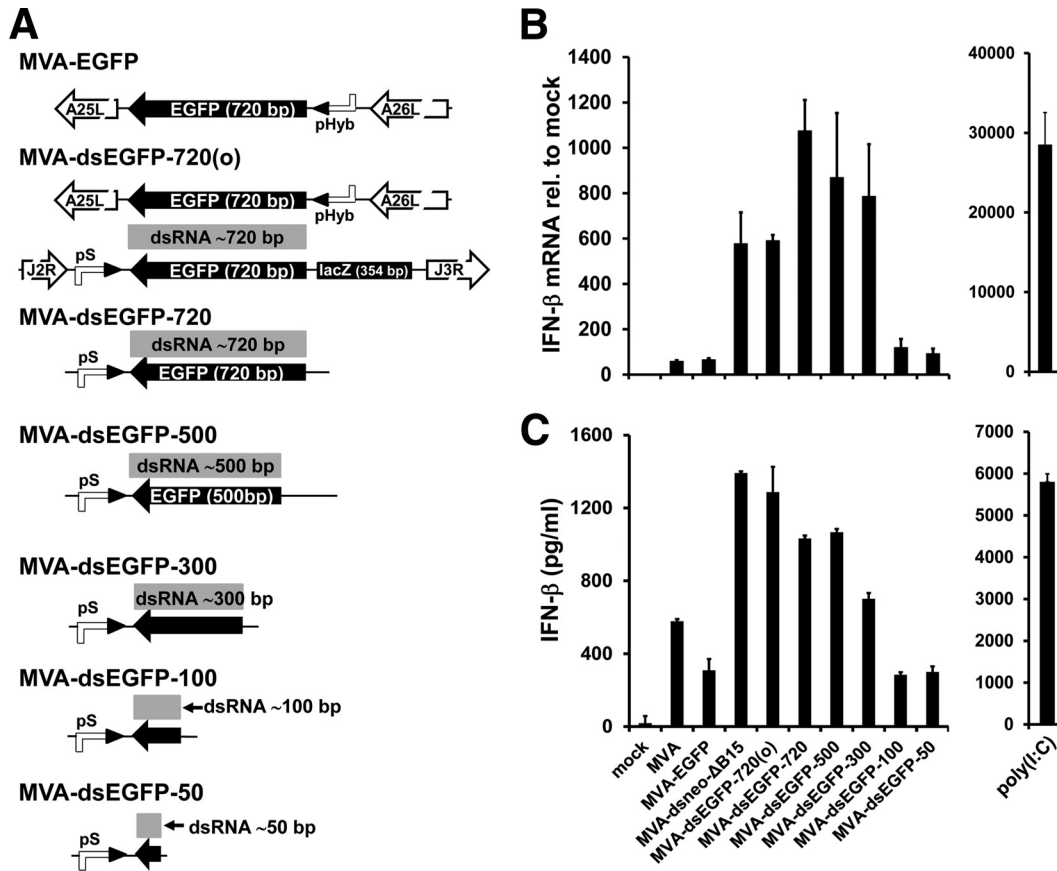 A
MVA-EGFP
A25L
EGFP (720 bp)
pHyb
A26L
MVA-dsEGFP-720(o)
A25L
EGFP (720 bp)
pHyb
A26L
dsRNA ~720 bp
J2R
pS
EGFP (720 bp)
lacZ (354 bp)
J3R
MVA-dsEGFP-720
dsRNA ~720 bp
pS
EGFP (720 bp)
MVA-dsEGFP-500
dsRNA ~500 bp
pS
EGFP (500bp)
MVA-dsEGFP-300
dsRNA ~300 bp
pS
MVA-dsEGFP-100
dsRNA ~100 bp
pS
MVA-dsEGFP-50
dsRNA ~50 bp
pS
B
IFN-β mRNA rel. to mock
1400
1200
1000
800
600
400
200
0
40000
30000
20000
10000
0
C
IFN-β (pg/ml)
1600
1200
800
400
0
7000
6000
5000
4000
3000
2000
1000
0
mock
MVA
MVA-EGFP
MVA-dsneo-ΔB15
MVA-dsEGFP-720(o)
MVA-dsEGFP-720
MVA-dsEGFP-500
MVA-dsEGFP-300
MVA-dsEGFP-100
MVA-dsEGFP-50
poly(I:C)